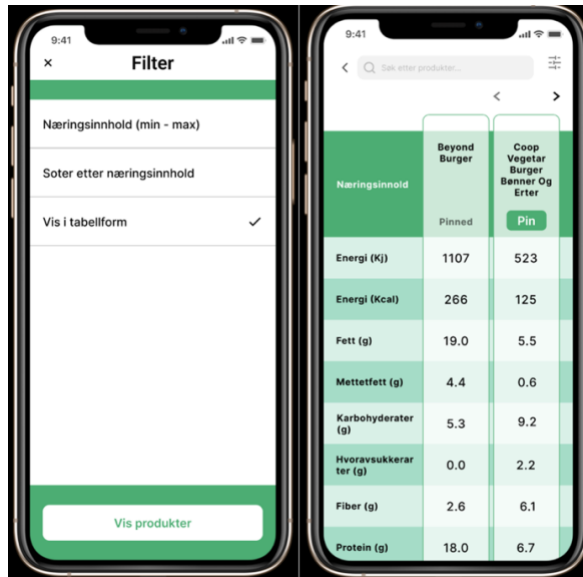 9:41
× Filter
Næringsinnhold (min - max)
Soter etter næringsinnhold
Vis i tabellform
Vis produkter
9:41
Søk etter produkter...
Næringsinnold
Beyond
Burger
Pinned
Coop
Vegetar
Burger
Bønner Og
Erter
Pin
Energi (Kj) 1107 523
Energi (Kcal) 266 125
Fett (g) 19.0 5.5
Mettetfett (g) 4.4 0.6
Karbohyderater
(g) 5.3 9.2
Hvoravsukkerar
ter (g) 0.0 2.2
Fiber (g) 2.6 6.1
Protein (g) 18.0 6.7